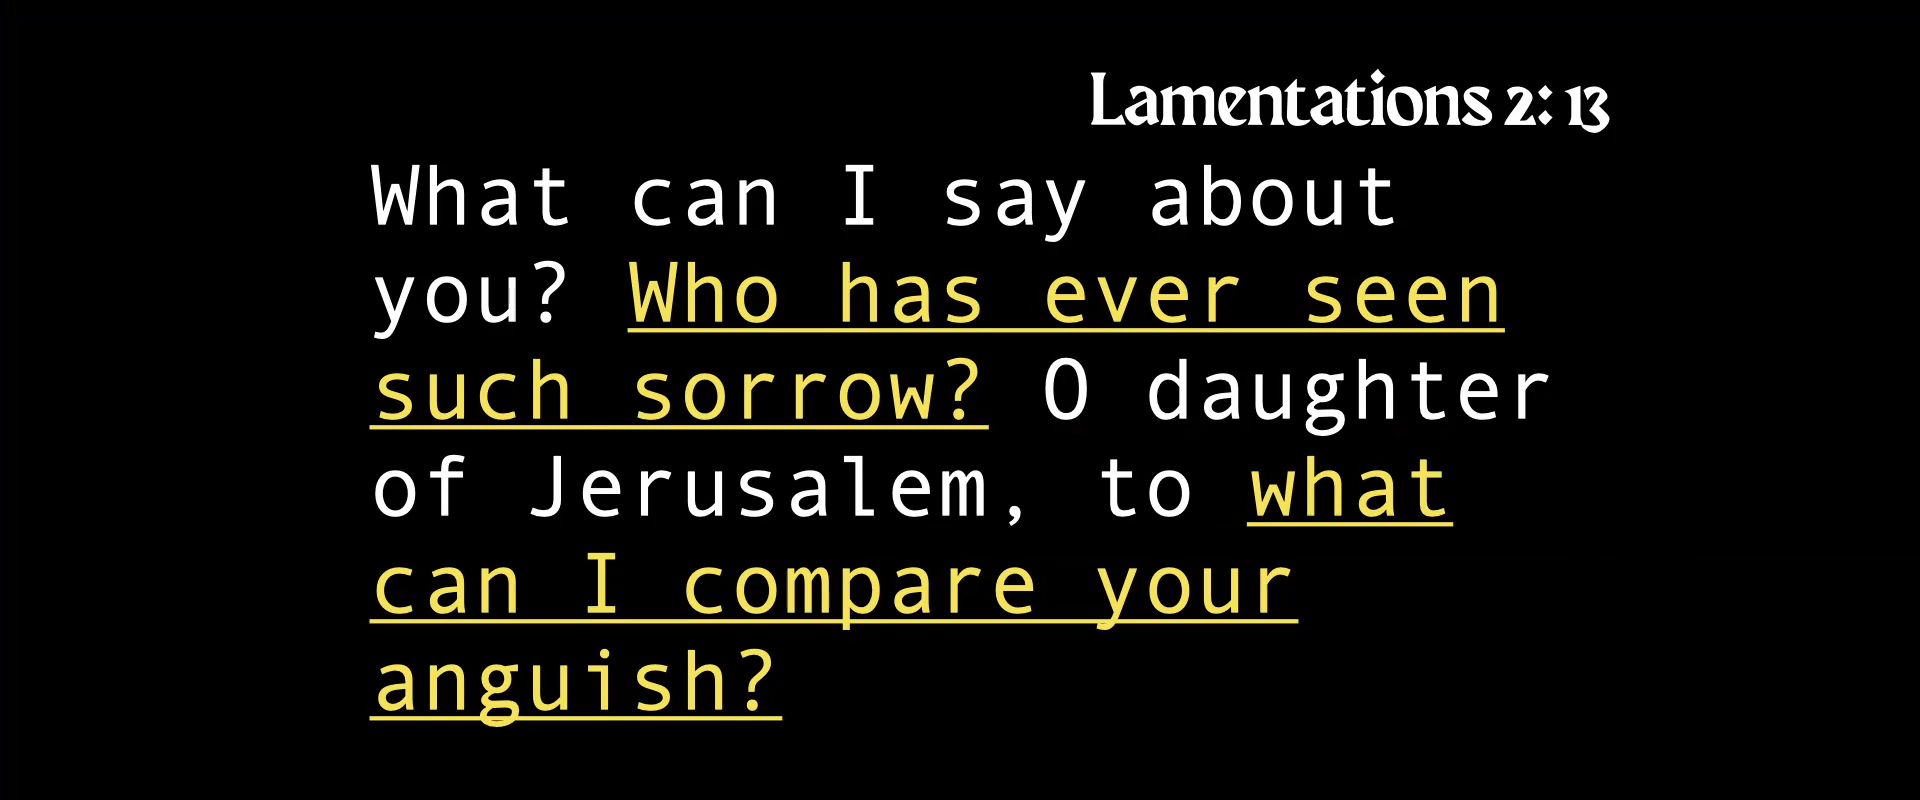 Lamentations 2: 13
What can I say about
you? Who has ever seen
such sorrow? O daughter
of Jerusalem, to what
can I compare your
anguish?